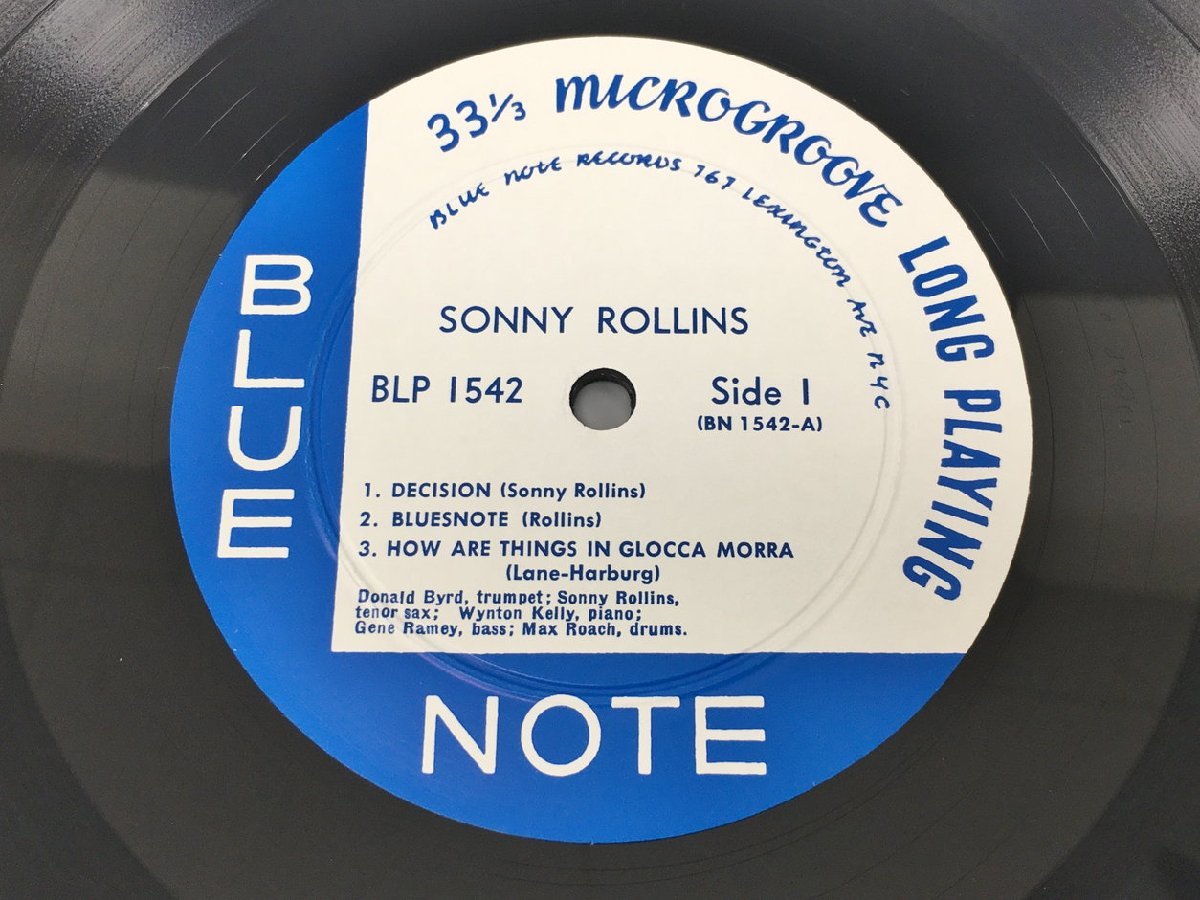 33⅓ MICROGROOVE LONG PLAYING
BLUE NOTE RECORDS 767 LEXINGTON AVE NYC
BLUE
SONNY ROLLINS
BLP 1542
Side 1
(BN 1542-A)
1. DECISION (Sonny Rollins)
2. BLUESNOTE (Rollins)
3. HOW ARE THINGS IN GLOCCA MORRA
(Lane-Harburg)
Donald Byrd, trumpet; Sonny Rollins,
tenor sax; Wynton Kelly, piano;
Gene Ramey, bass; Max Roach, drums.
NOTE